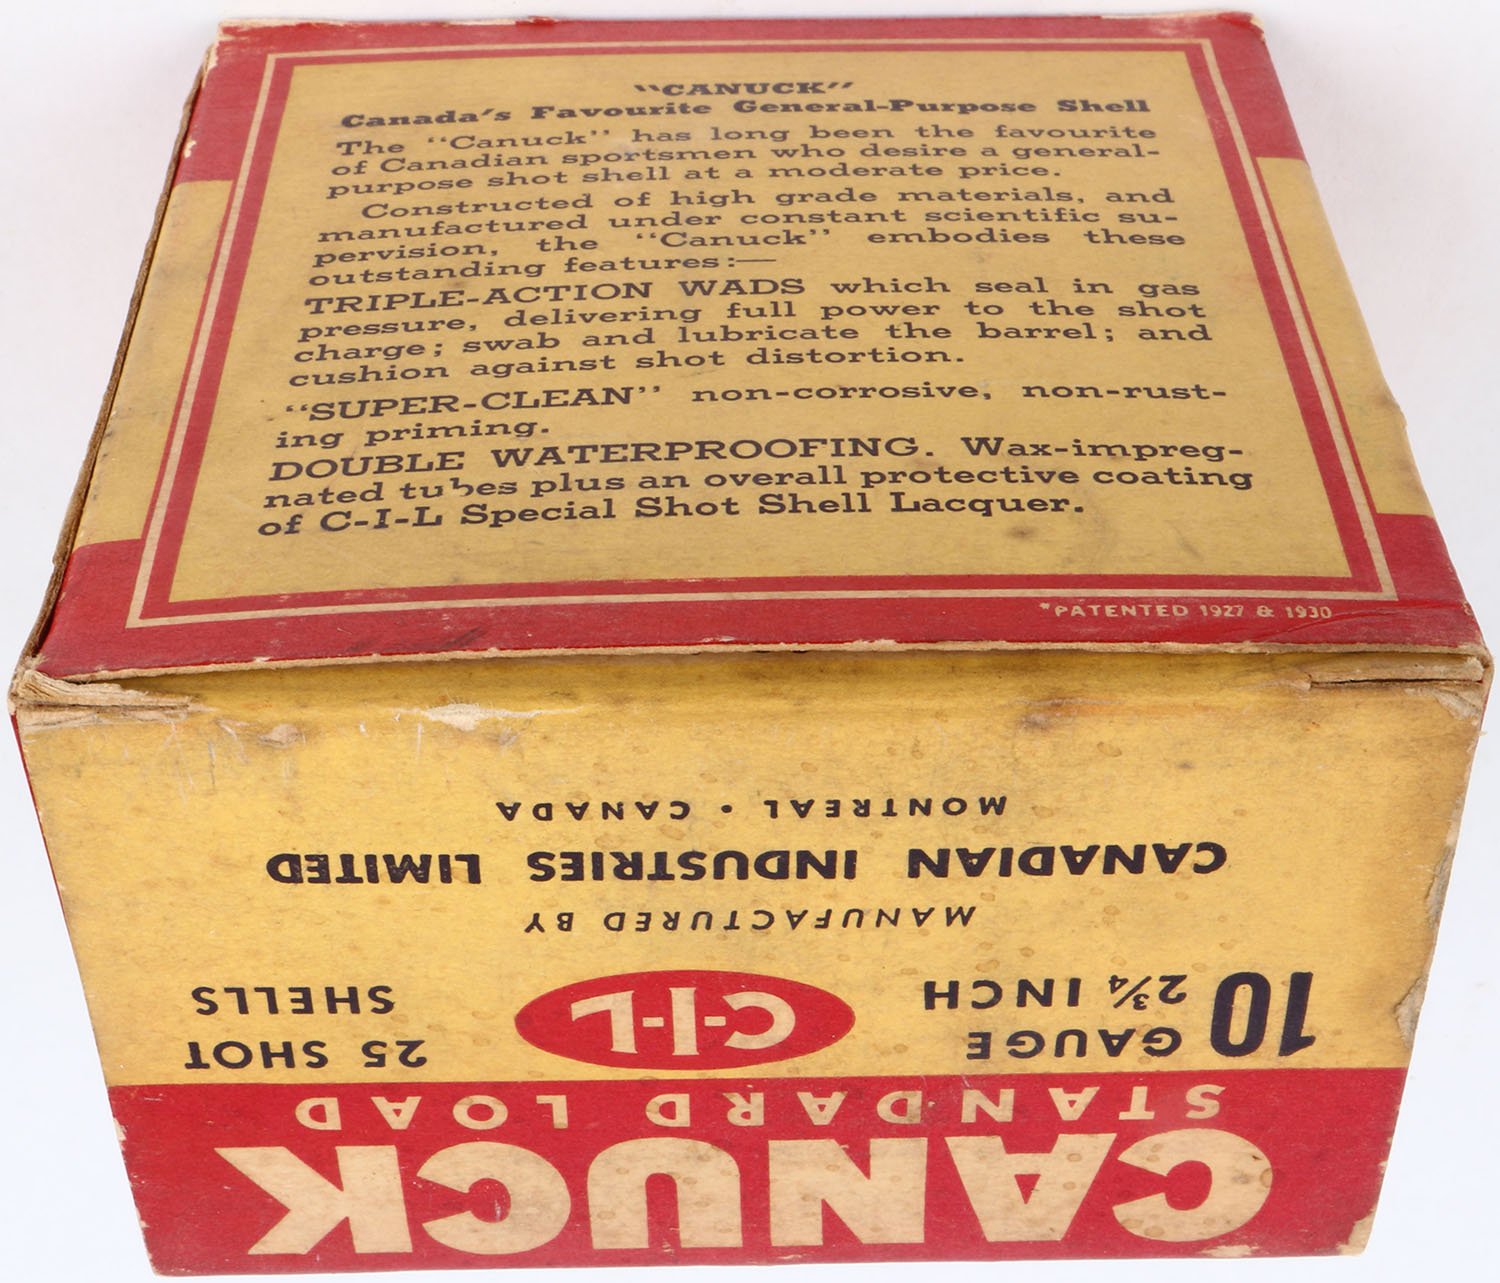 "CANUCK"
Canada's Favourite General-Purpose Shell
The "Canuck" has long been the favourite
of Canadian sportsmen who desire a general-
purpose shot shell at a moderate price.
Constructed of high grade materials, and
manufactured under constant scientific su-
pervision, the "Canuck" embodies these
outstanding features:—
TRIPLE-ACTION WADS which seal in gas
pressure, delivering full power to the shot
charge; swab and lubricate the barrel; and
cushion against shot distortion.
"SUPER-CLEAN" non-corrosive, non-rust-
ing priming.
DOUBLE WATERPROOFING. Wax-impreg-
nated tubes plus an overall protective coating
of C-I-L Special Shot Shell Lacquer.
*PATENTED 1927 & 1930
CANUCK
STANDARD LOAD
10 GAUGE
2¾ INCH
C-I-L
25 SHOT
SHELLS
MANUFACTURED BY
CANADIAN INDUSTRIES LIMITED
MONTREAL • CANADA